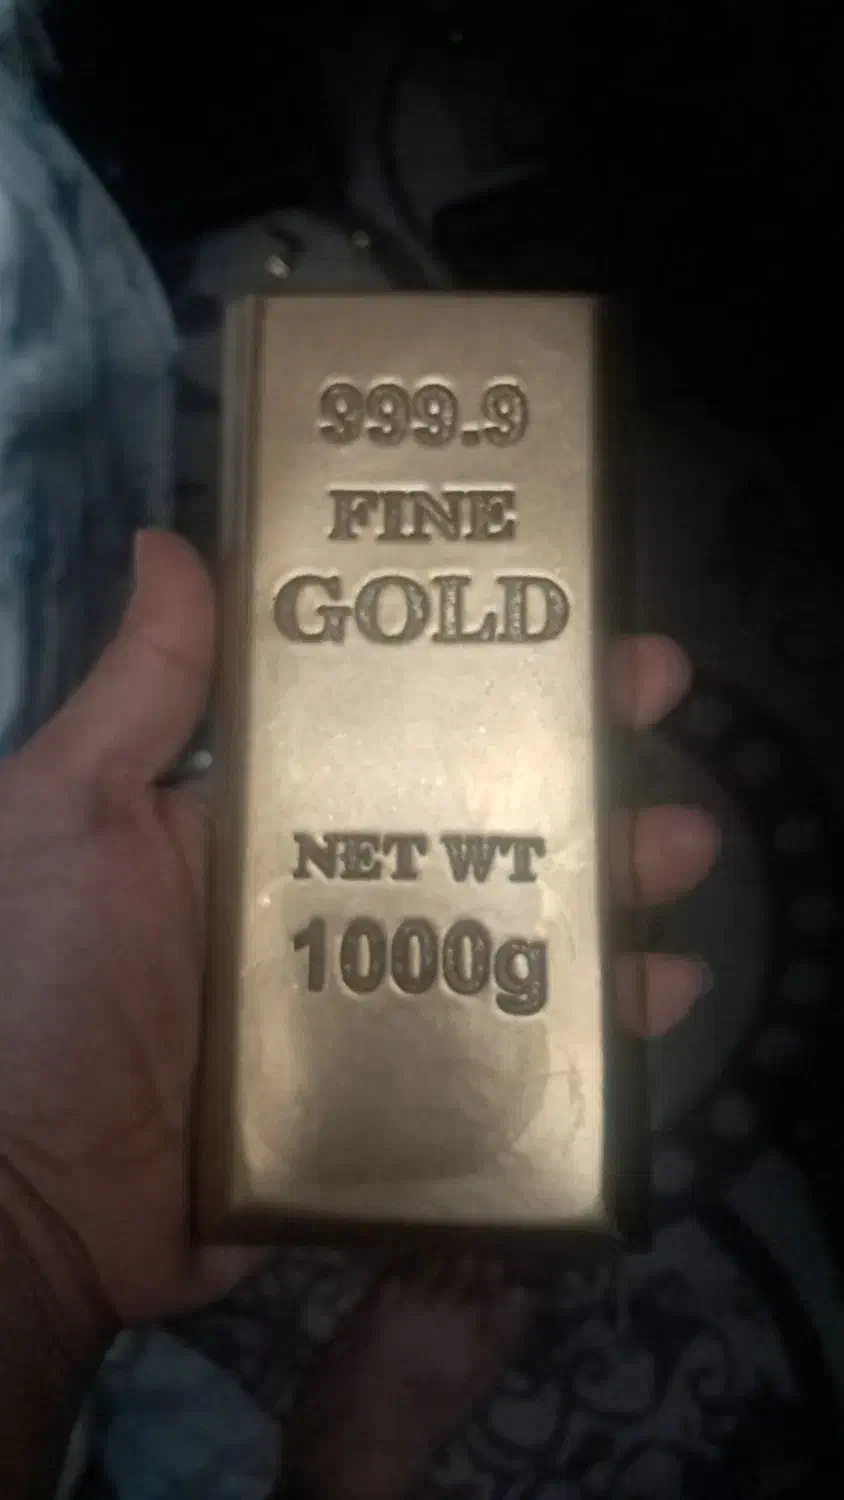 999.9
FINE
GOLD
NET WT
1000g